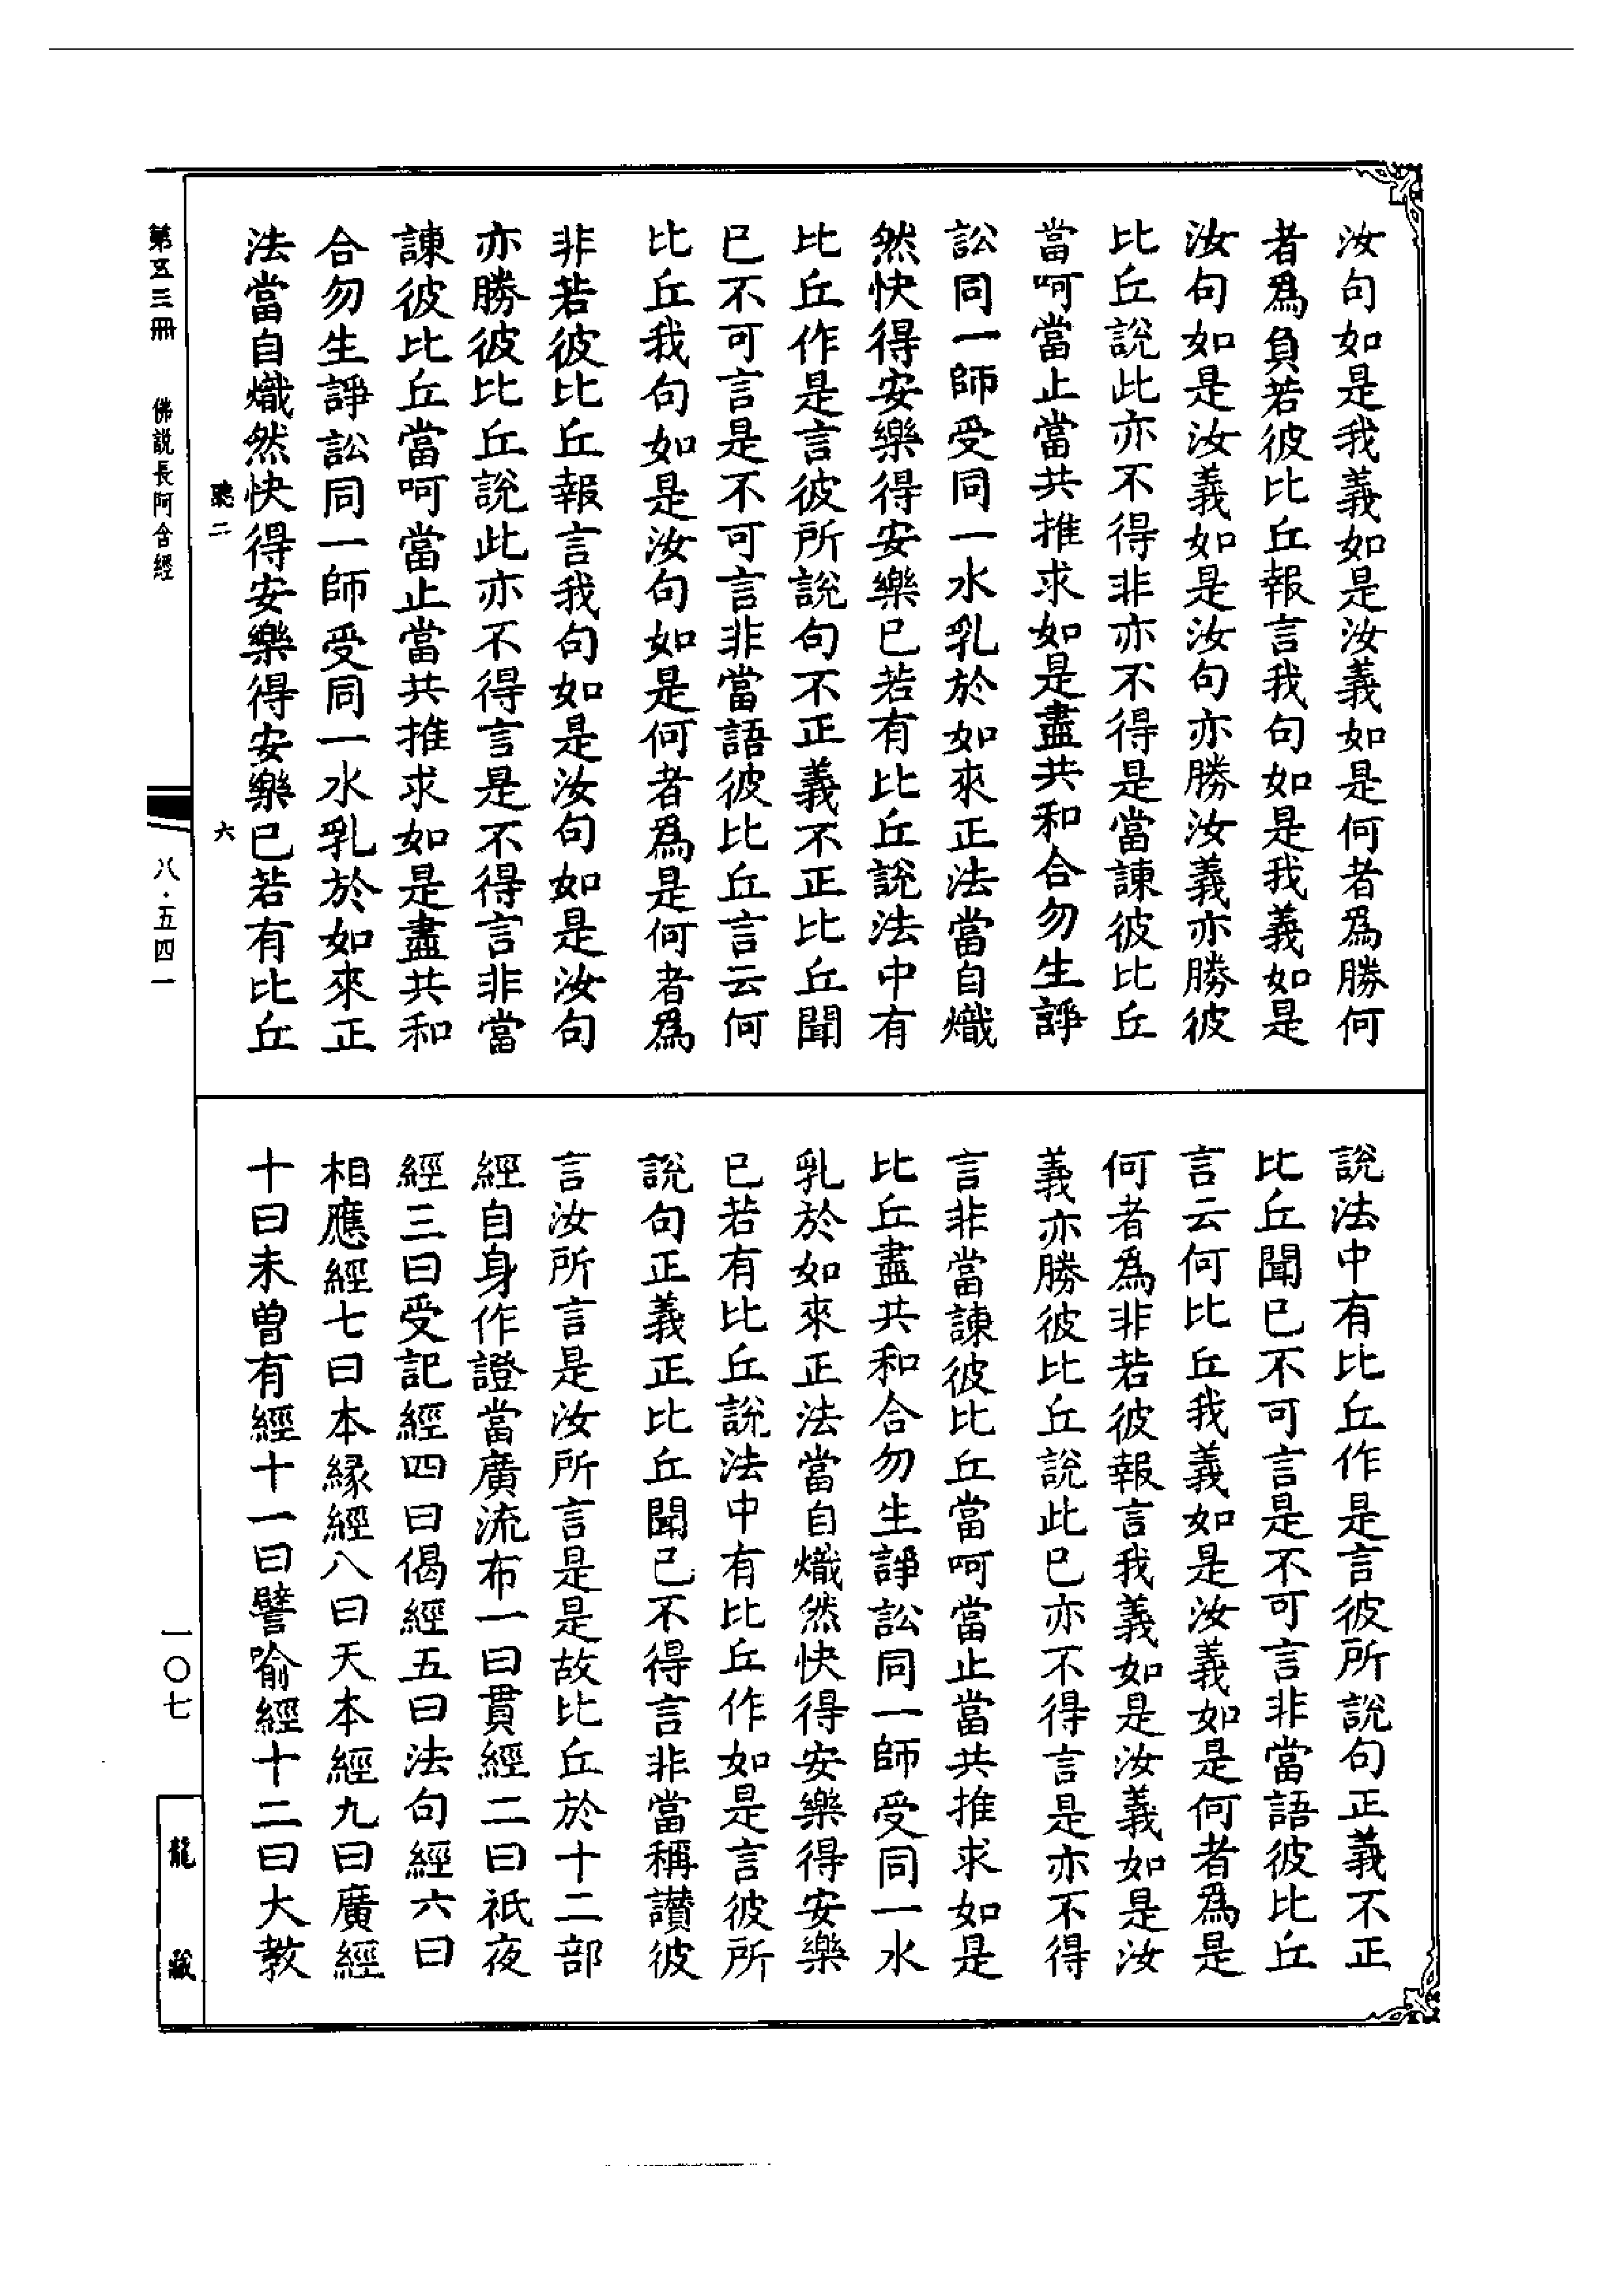 汝句如是我義如是汝義如是何者爲勝何
者爲負若彼比丘報言我句如是我義如是
汝句如是汝義如是汝句亦勝汝義亦勝彼
比丘說此亦不得非亦不得是當諫彼比丘
當呵當止當共推求如是盡共和合勿生諍
訟同一師受同一水乳於如來正法當自熾
然快得安樂得安樂已若有比丘說法中有
比丘作是言彼所說句不正義不正比丘聞
已不可言是不可言非當語彼比丘言云何
比丘我句如是汝句如是何者爲是何者爲
非若彼比丘報言我句如是汝句如是汝句
亦勝彼比丘說此亦不得言是不得言非當
諫彼比丘當呵當止當共推求如是盡共和
合勿生諍訟同一師受同一水乳於如來正
法當自熾然快得安樂得安樂已若有比丘
說法中有比丘作是言彼所說句正義不正
比丘聞已不可言是不可言非當語彼比丘
言云何比丘我義如是汝義如是何者爲是
何者爲非若彼報言我義如是汝義如是汝
義亦勝彼比丘說此已亦不得言是亦不得
言非當諫彼比丘當呵當止當共推求如是
比丘盡共和合勿生諍訟同一師受同一水
乳於如來正法當自熾然快得安樂得安樂
已若有比丘說法中有比丘作如是言彼所
說句正義正比丘聞已不得言非當稱讃彼
言汝所言是汝所言是是故比丘於十二部
經自身作證當廣流布一曰貫經二曰祇夜
經三曰受記經四曰偈經五曰法句經六曰
相應經七曰本緣經八曰天本經九曰廣經
十曰未曾有經十一曰譬喻經十二曰大教
聽二 六
第五三冊 佛說長阿含經 八·五四一 一〇七
龍藏